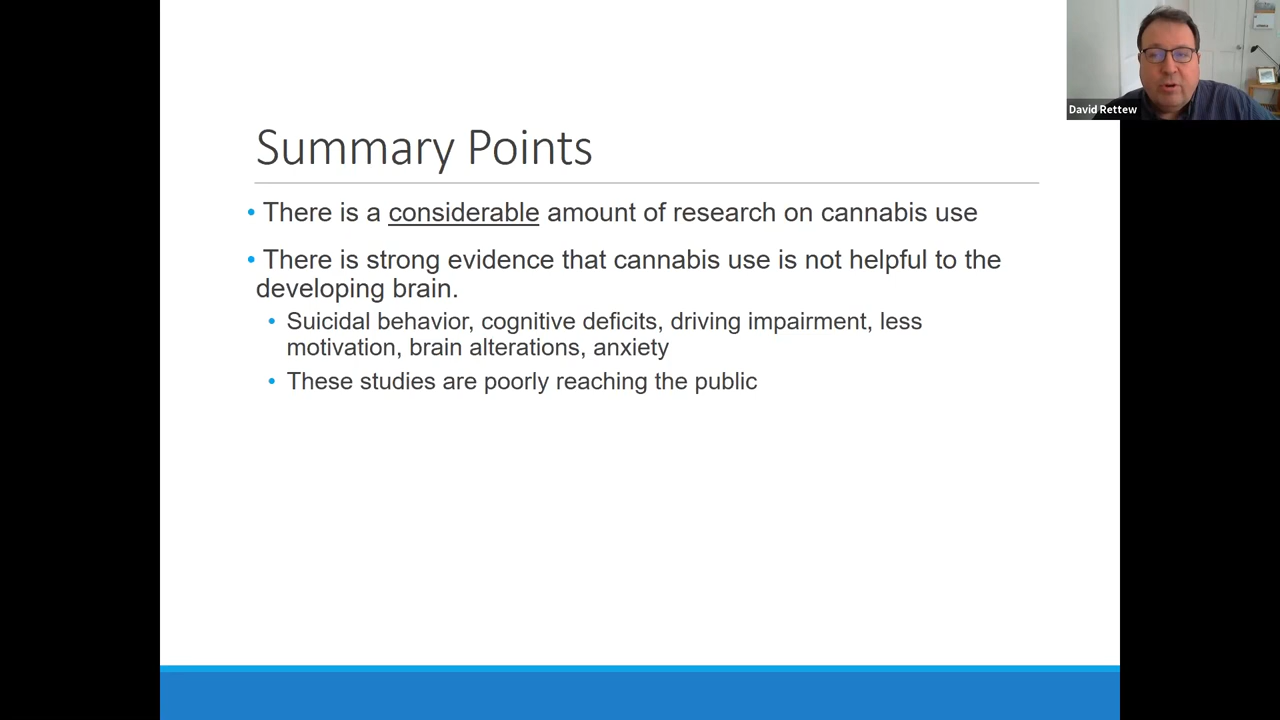 Summary Points
• There is a considerable amount of research on cannabis use
• There is strong evidence that cannabis use is not helpful to the
developing brain.
• Suicidal behavior, cognitive deficits, driving impairment, less
motivation, brain alterations, anxiety
• These studies are poorly reaching the public
David Rettew